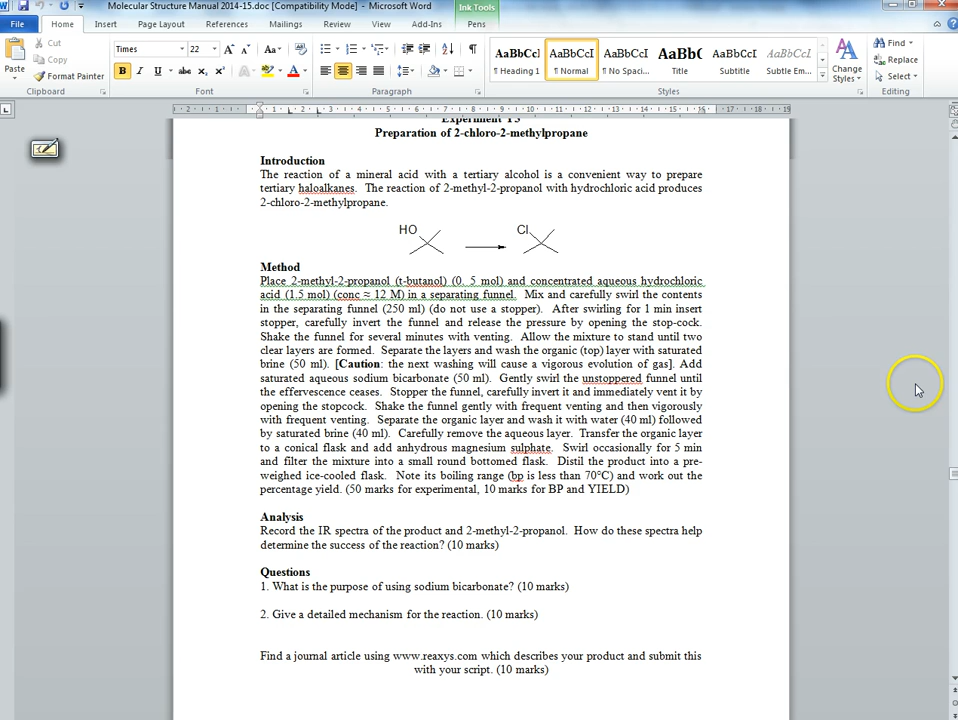 Molecular Structure Manual 2014-15.doc [Compatibility Mode] - Microsoft Word
Ink Tools
File Home Insert Page Layout References Mailings Review View Add-Ins Pens
Paste
Cut
Copy
Format Painter
Clipboard
Times 22
Font
Paragraph
AaBbCcI AaBbCcI AaBbCcI AaBb( AaBbCcI AaBbCcI
¶ Heading 1 ¶ Normal ¶ No Spaci... Title Subtitle Subtle Em...
Change Styles
Styles
Find
Replace
Select
Editing
Experiment 15
Preparation of 2-chloro-2-methylpropane
Introduction
The reaction of a mineral acid with a tertiary alcohol is a convenient way to prepare
tertiary haloalkanes. The reaction of 2-methyl-2-propanol with hydrochloric acid produces
2-chloro-2-methylpropane.
HO Cl
Method
Place 2-methyl-2-propanol (t-butanol) (0. 5 mol) and concentrated aqueous hydrochloric
acid (1.5 mol) (conc ≈ 12 M) in a separating funnel. Mix and carefully swirl the contents
in the separating funnel (250 ml) (do not use a stopper). After swirling for 1 min insert
stopper, carefully invert the funnel and release the pressure by opening the stop-cock.
Shake the funnel for several minutes with venting. Allow the mixture to stand until two
clear layers are formed. Separate the layers and wash the organic (top) layer with saturated
brine (50 ml). [Caution: the next washing will cause a vigorous evolution of gas]. Add
saturated aqueous sodium bicarbonate (50 ml). Gently swirl the unstoppered funnel until
the effervescence ceases. Stopper the funnel, carefully invert it and immediately vent it by
opening the stopcock. Shake the funnel gently with frequent venting and then vigorously
with frequent venting. Separate the organic layer and wash it with water (40 ml) followed
by saturated brine (40 ml). Carefully remove the aqueous layer. Transfer the organic layer
to a conical flask and add anhydrous magnesium sulphate. Swirl occasionally for 5 min
and filter the mixture into a small round bottomed flask. Distil the product into a pre-
weighed ice-cooled flask. Note its boiling range (bp is less than 70°C) and work out the
percentage yield. (50 marks for experimental, 10 marks for BP and YIELD)
Analysis
Record the IR spectra of the product and 2-methyl-2-propanol. How do these spectra help
determine the success of the reaction? (10 marks)
Questions
1. What is the purpose of using sodium bicarbonate? (10 marks)
2. Give a detailed mechanism for the reaction. (10 marks)
Find a journal article using www.reaxys.com which describes your product and submit this
with your script. (10 marks)